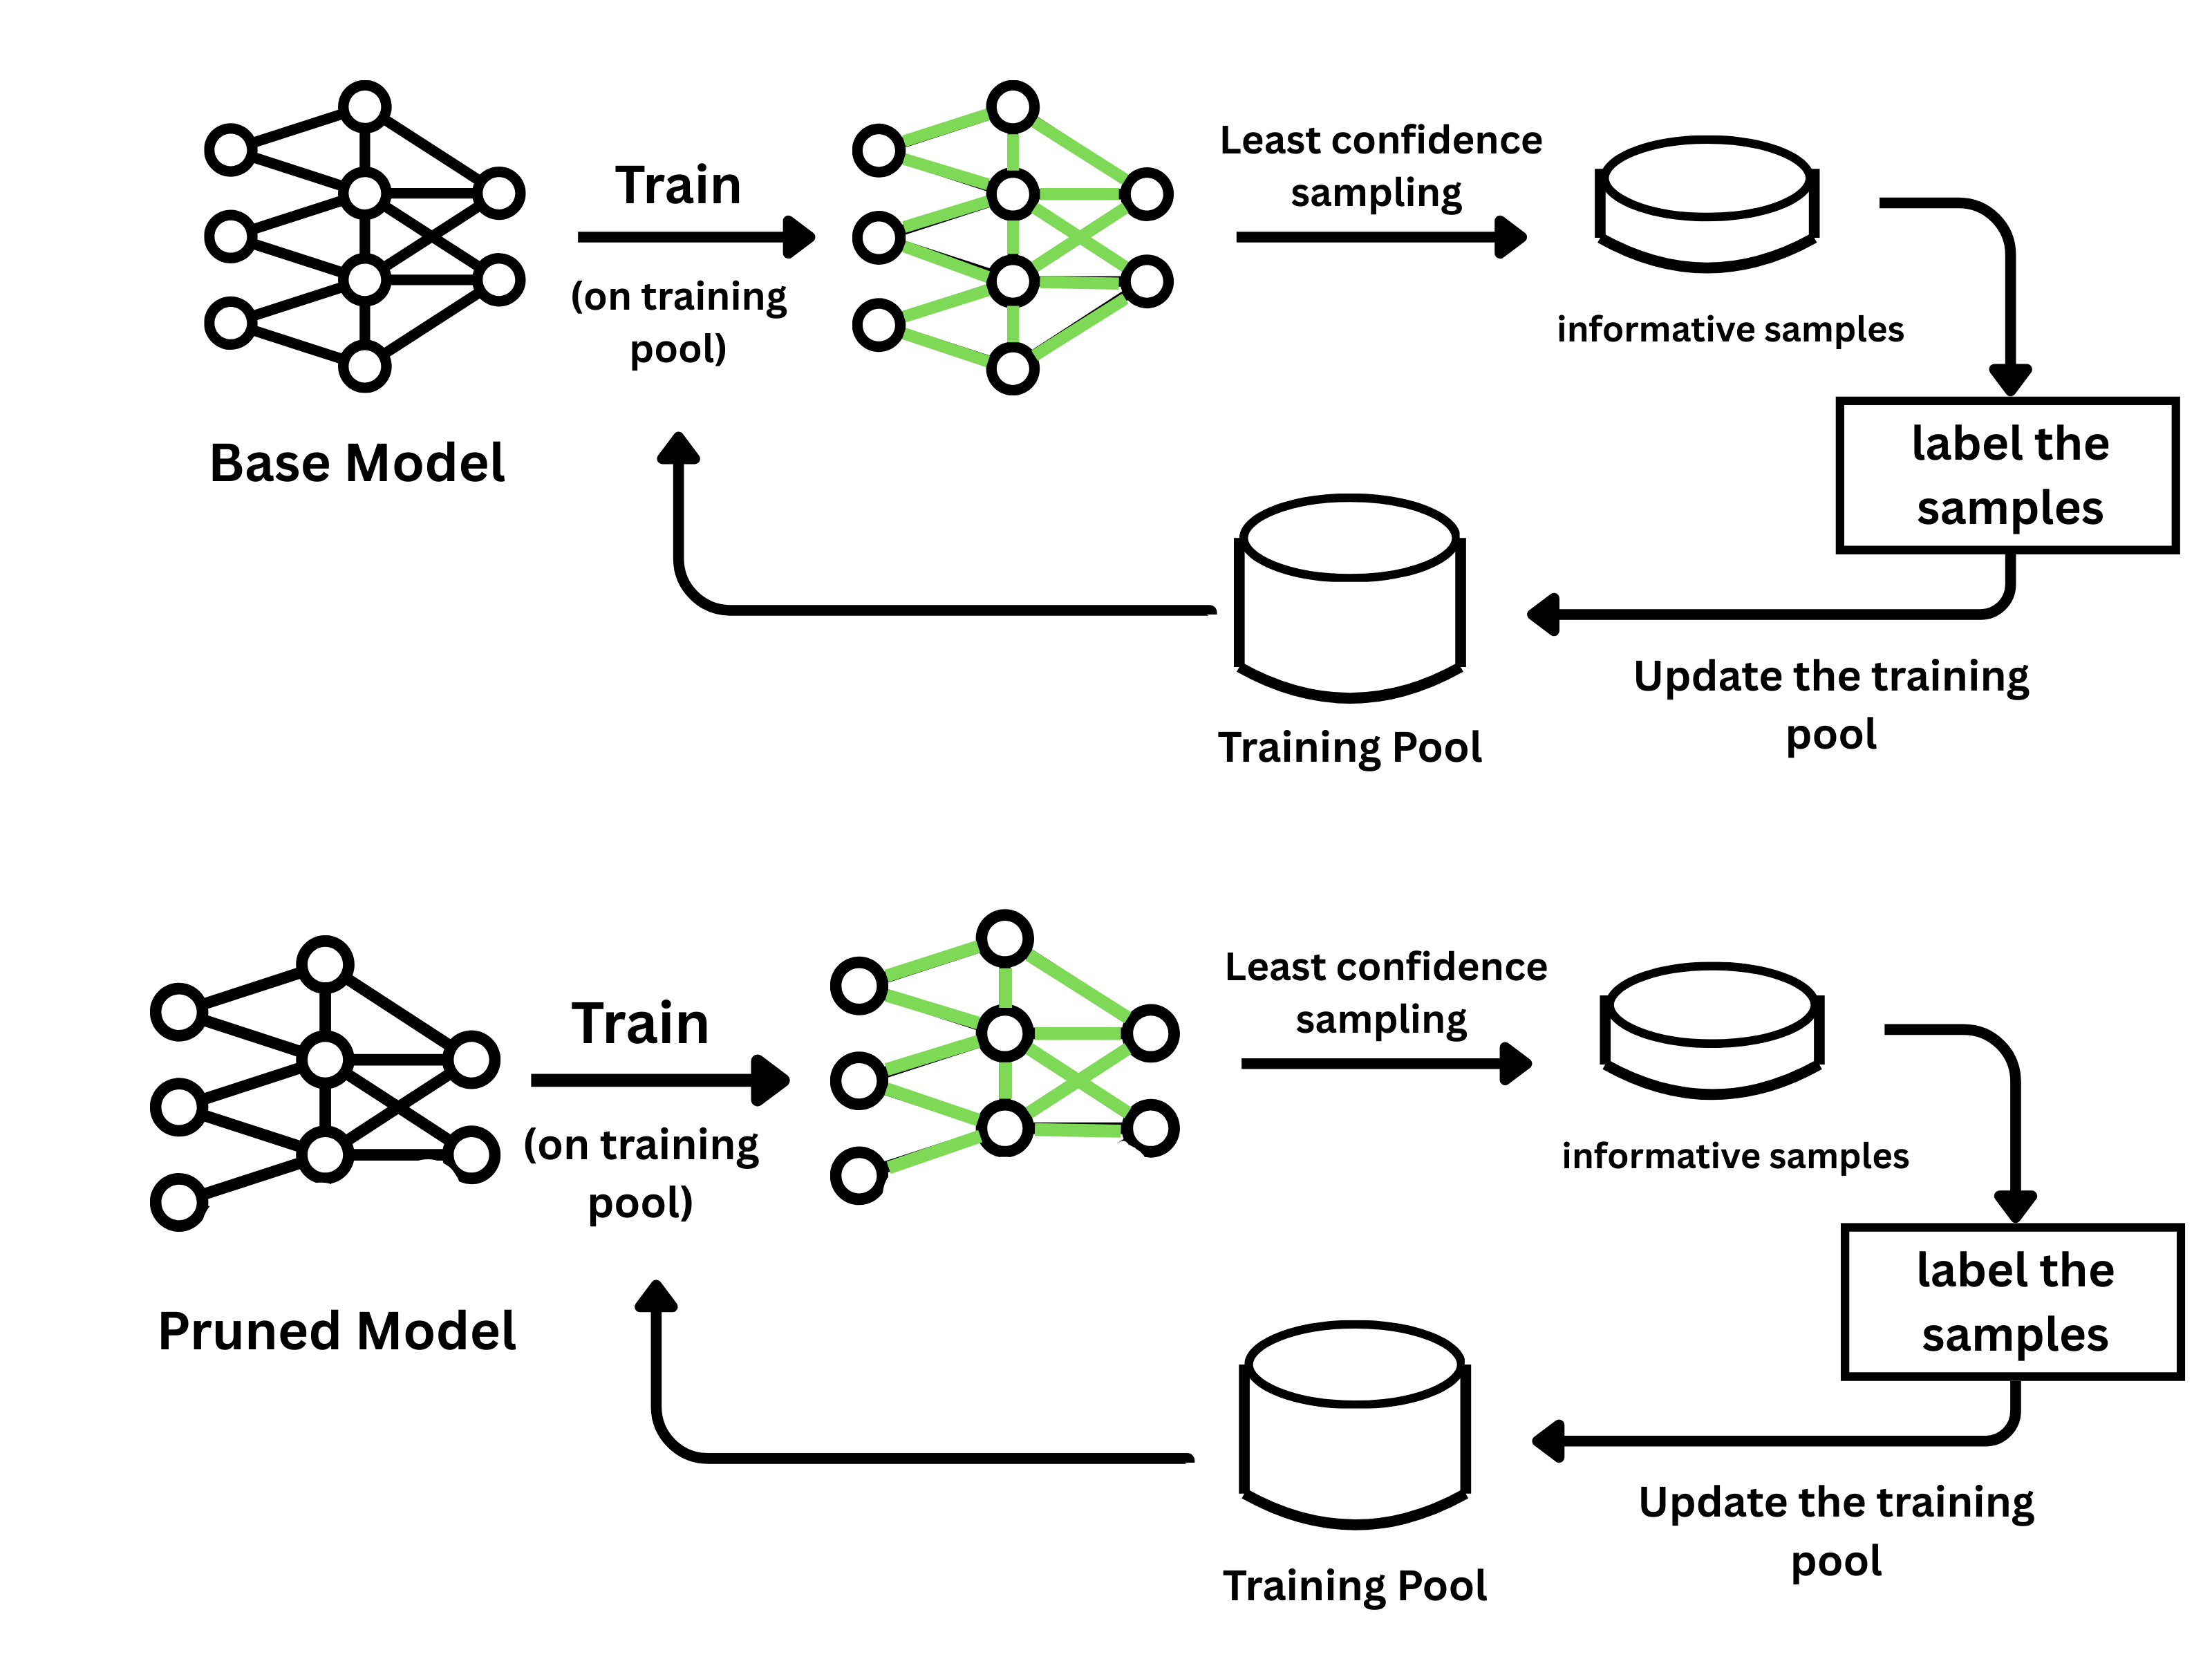 Train
(on training
pool)
Least confidence
sampling
informative samples
label the
samples
Base Model
Update the training
pool
Training Pool
Train
(on training
pool)
Least confidence
sampling
informative samples
label the
samples
Pruned Model
Update the training
pool
Training Pool